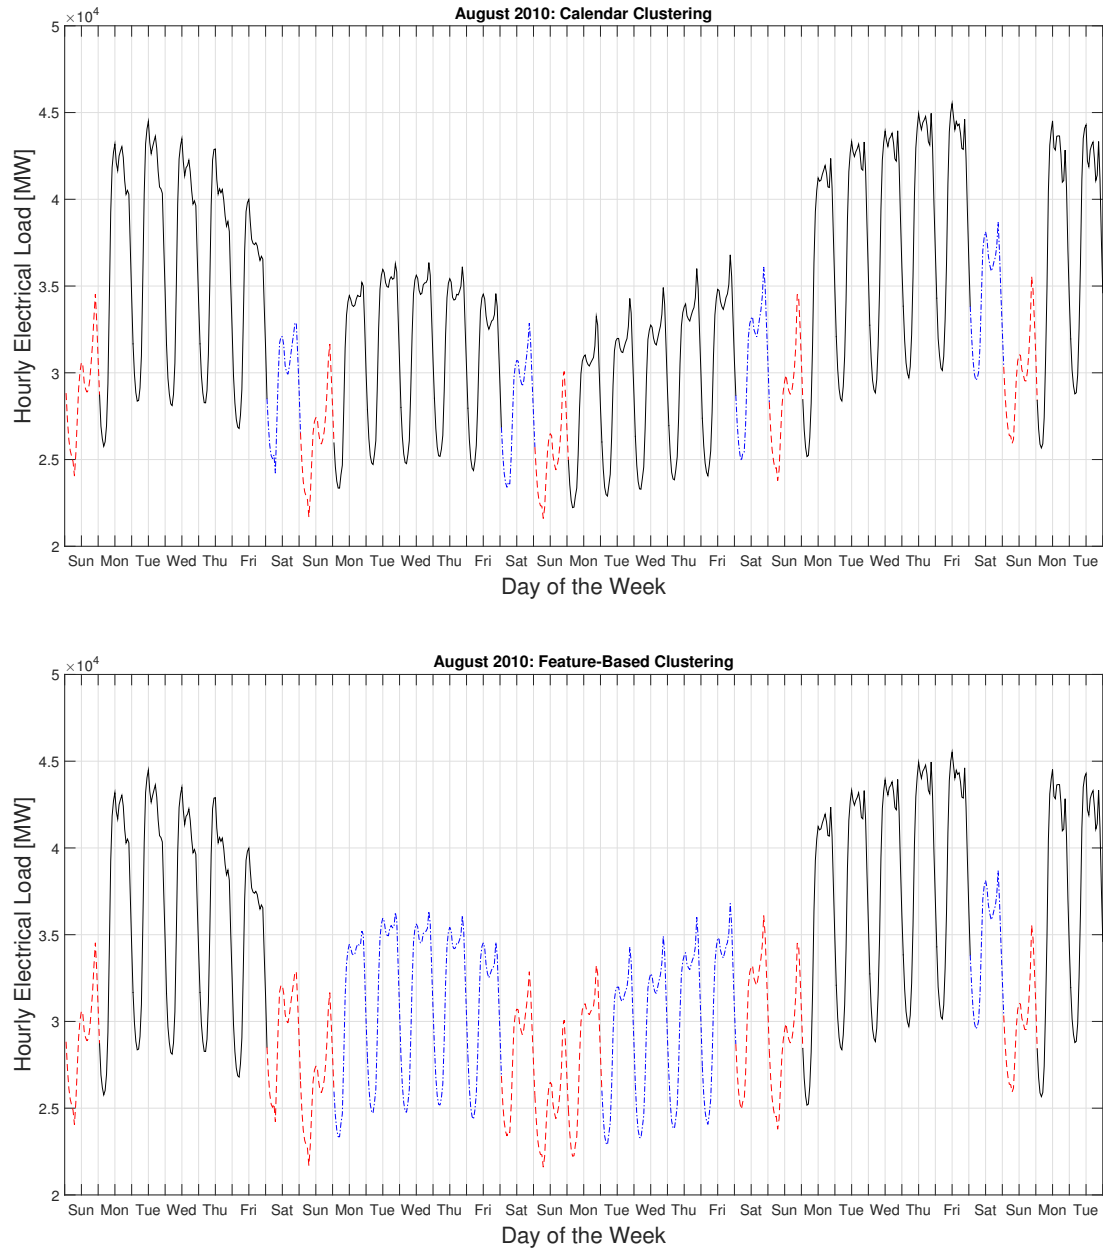 August 2010: Calendar Clustering
×10⁴
5
4.5
4
3.5
3
2.5
2
Hourly Electrical Load [MW]
Sun Mon Tue Wed Thu Fri Sat Sun Mon Tue Wed Thu Fri Sat Sun Mon Tue Wed Thu Fri Sat Sun Mon Tue Wed Thu Fri Sat Sun Mon Tue
Day of the Week
August 2010: Feature-Based Clustering
×10⁴
5
4.5
4
3.5
3
2.5
2
Hourly Electrical Load [MW]
Sun Mon Tue Wed Thu Fri Sat Sun Mon Tue Wed Thu Fri Sat Sun Mon Tue Wed Thu Fri Sat Sun Mon Tue Wed Thu Fri Sat Sun Mon Tue
Day of the Week